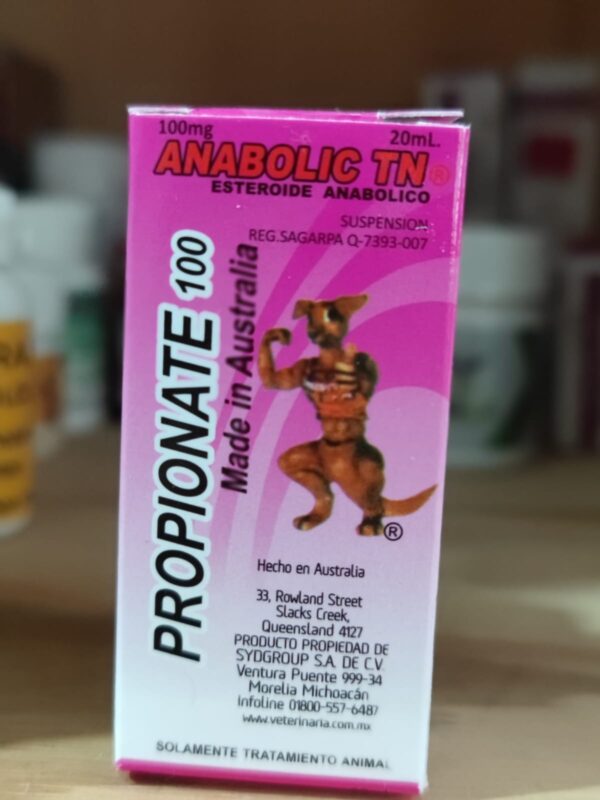 100mg 20mL.
ANABOLIC TN®
ESTEROIDE ANABOLICO
SUSPENSION
REG.SAGARPA Q-7393-007
PROPIONATE 100
Made in Australia
®
Hecho en Australia
33, Rowland Street
Slacks Creek,
Queensland 4127
PRODUCTO PROPIEDAD DE
SYDGROUP S.A. DE C.V.
Ventura Puente 999-34
Morelia Michoacán
Infoline 01800-557-6487
www.veterinaria.com.mx
SOLAMENTE TRATAMIENTO ANIMAL